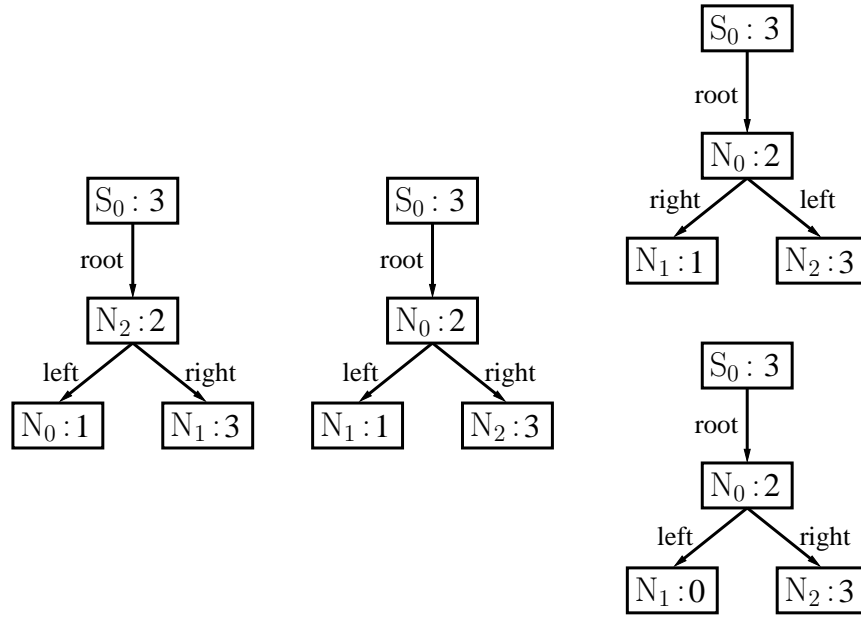 S₀ : 3
root
N₂ : 2
left
right
N₀ : 1
N₁ : 3
S₀ : 3
root
N₀ : 2
left
right
N₁ : 1
N₂ : 3
S₀ : 3
root
N₀ : 2
right
left
N₁ : 1
N₂ : 3
S₀ : 3
root
N₀ : 2
left
right
N₁ : 0
N₂ : 3